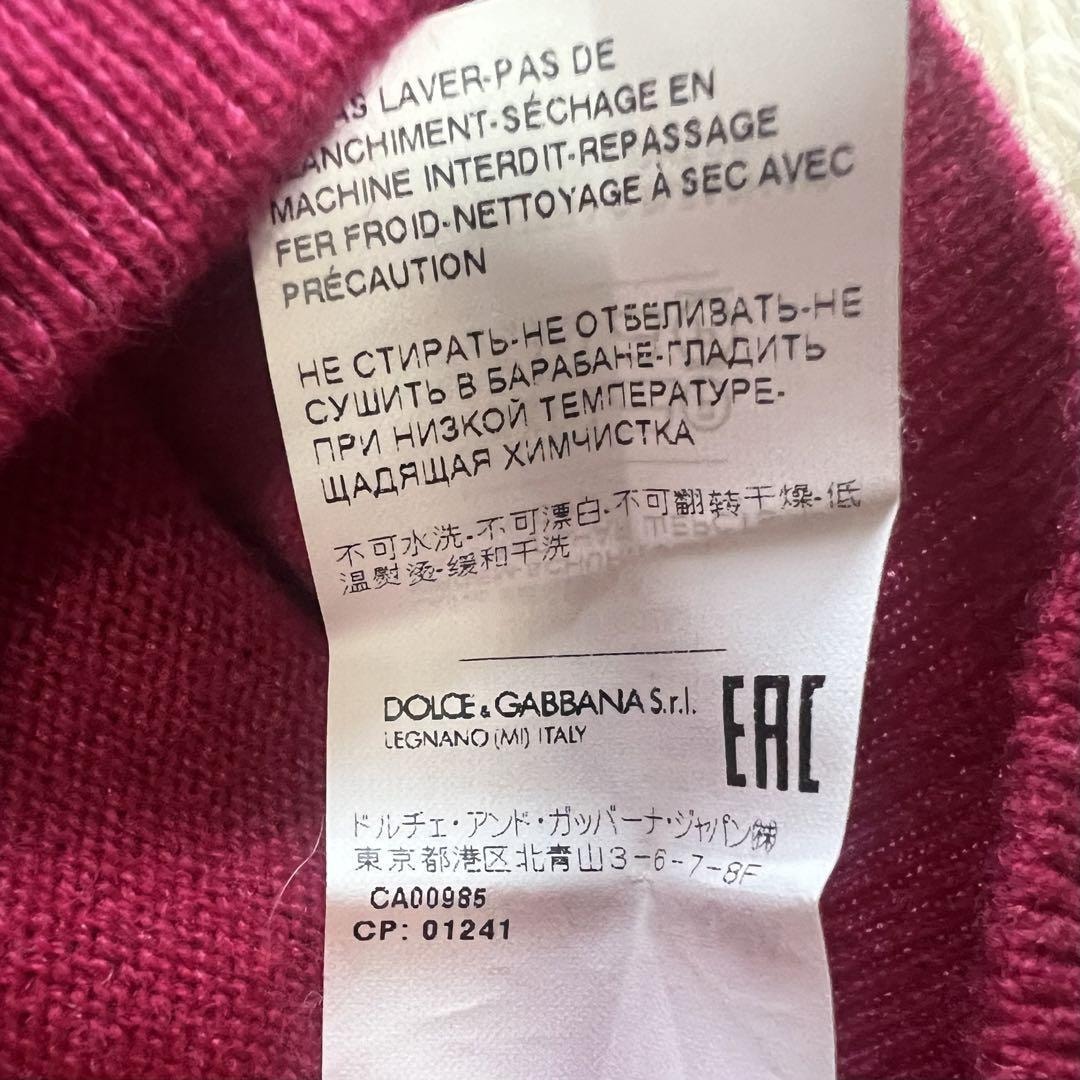 LAVER-PAS DE
MACHINE INTERDIT-REPASSAGE
FER FROID-NETTOYAGE À SEC AVEC
PRÉCAUTION
НЕ СТИРАТЬ-НЕ ОТБЕЛИВАТЬ-НЕ
СУШИТЬ В БАРАБАНЕ-ГЛАДИТЬ
ПРИ НИЗКОЙ ТЕМПЕРАТУРЕ-
ЩАДЯЩАЯ ХИМЧИСТКА
不可水洗-不可漂白-不可翻转干燥-低
温熨烫-缓和干洗
DOLCE & GABBANA S.r.l.
LEGNANO (MI) ITALY
EAC
ドルチェ・アンド・ガッバーナ・ジャパン㈱
東京都港区北青山3-6-7-8F
CA00985
CP: 01241